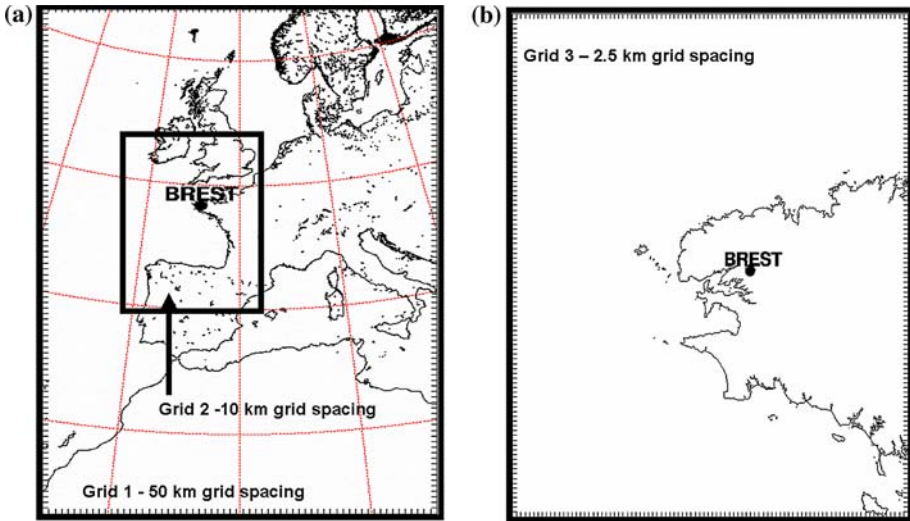 (a)
BREST
Grid 2 -10 km grid spacing
Grid 1 - 50 km grid spacing
(b)
Grid 3 – 2.5 km grid spacing
BREST